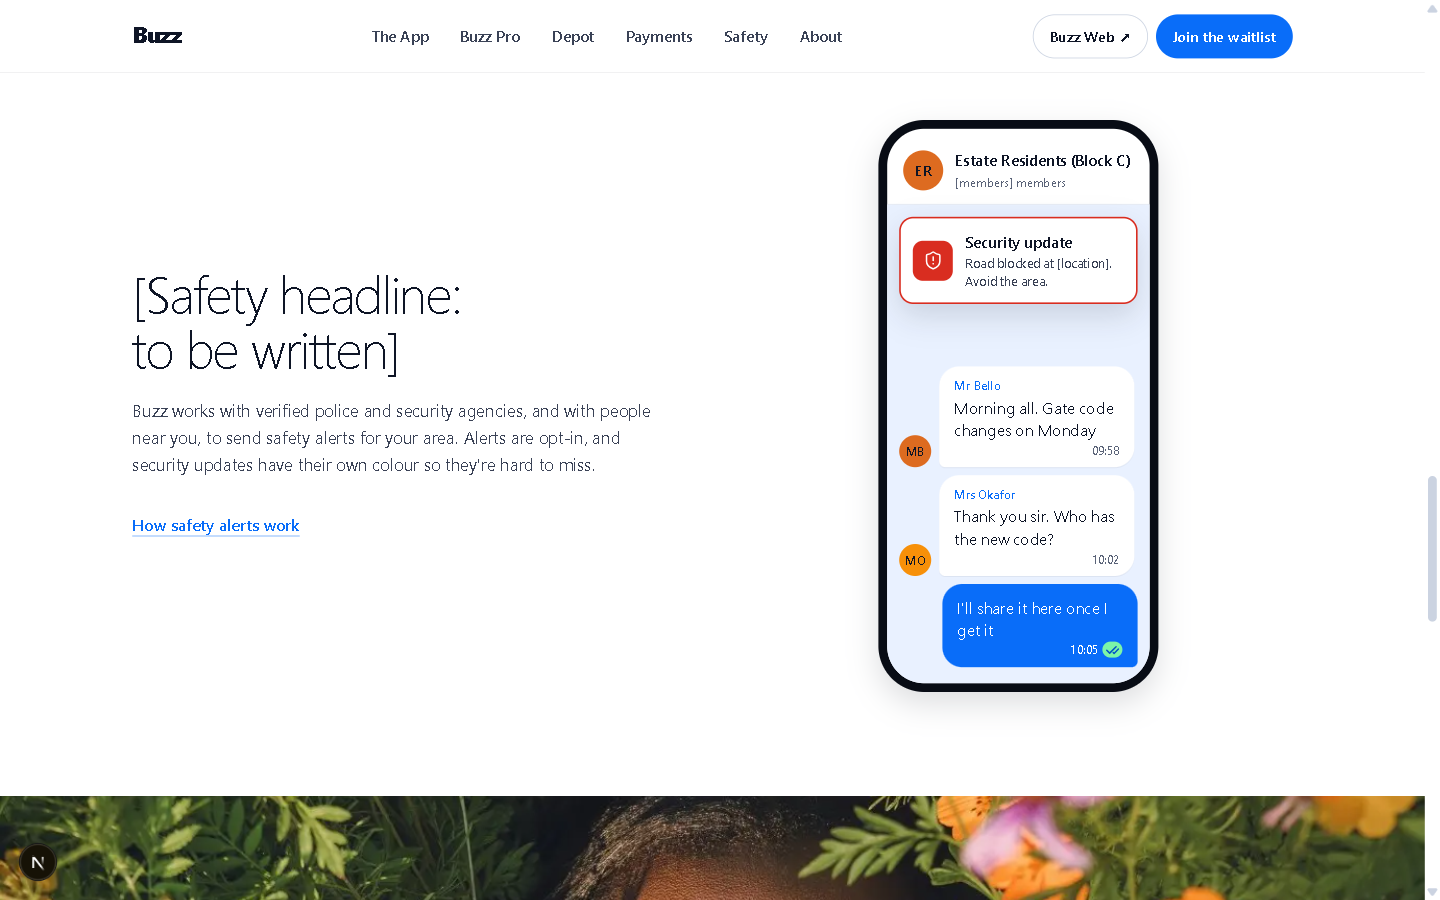 Buzz
The App
Buzz Pro
Depot
Payments
Safety
About
Buzz Web ↗
Join the waitlist
[Safety headline:
to be written]
Buzz works with verified police and security agencies, and with people
near you, to send safety alerts for your area. Alerts are opt-in, and
security updates have their own colour so they're hard to miss.
How safety alerts work
ER
Estate Residents (Block C)
[members] members
Security update
Road blocked at [location].
Avoid the area.
Mr Bello
Morning all. Gate code
changes on Monday
09:58
MB
Mrs Okafor
Thank you sir. Who has
the new code?
10:02
MO
I'll share it here once I
get it
10:05
N